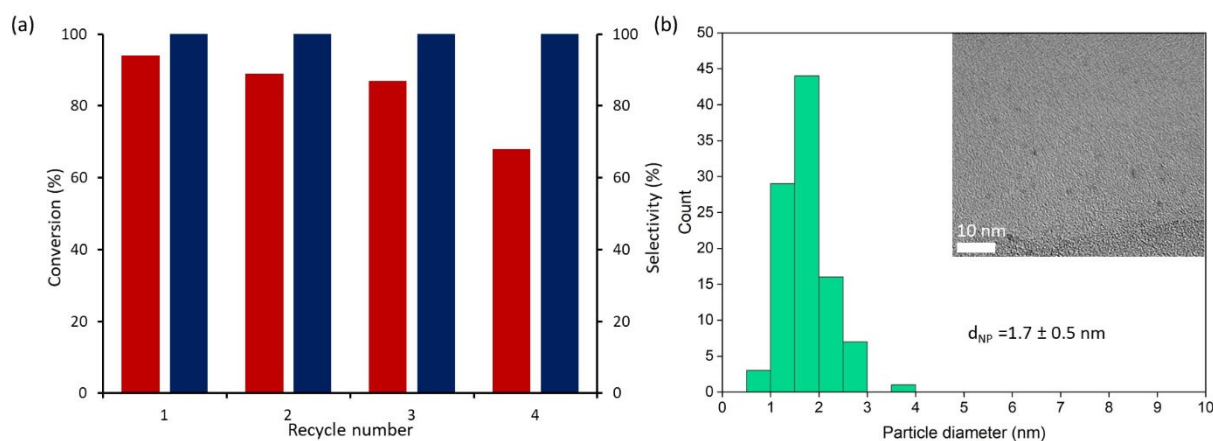 (a)
100
80
60
40
20
0
Conversion (%)
1 2 3 4
Recycle number
100
80
60
40
20
0
Selectivity (%)
(b)
50
45
40
35
30
25
20
15
10
5
0
Count
10 nm
d_NP =1.7 ± 0.5 nm
0 1 2 3 4 5 6 7 8 9 10
Particle diameter (nm)